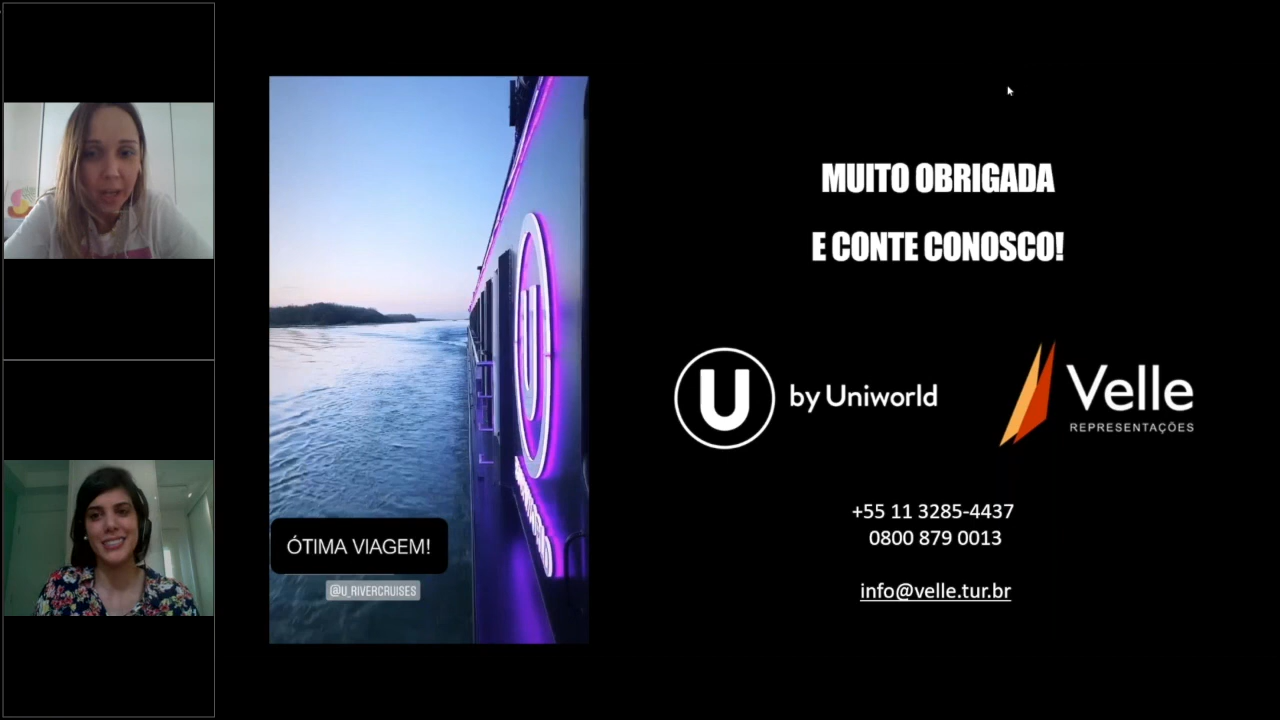 MUITO OBRIGADA
E CONTE CONOSCO!
U by Uniworld
Velle
REPRESENTAÇÕES
+55 11 3285-4437
0800 879 0013
info@velle.tur.br
U
ÓTIMA VIAGEM!
@U_RIVERCRUISES